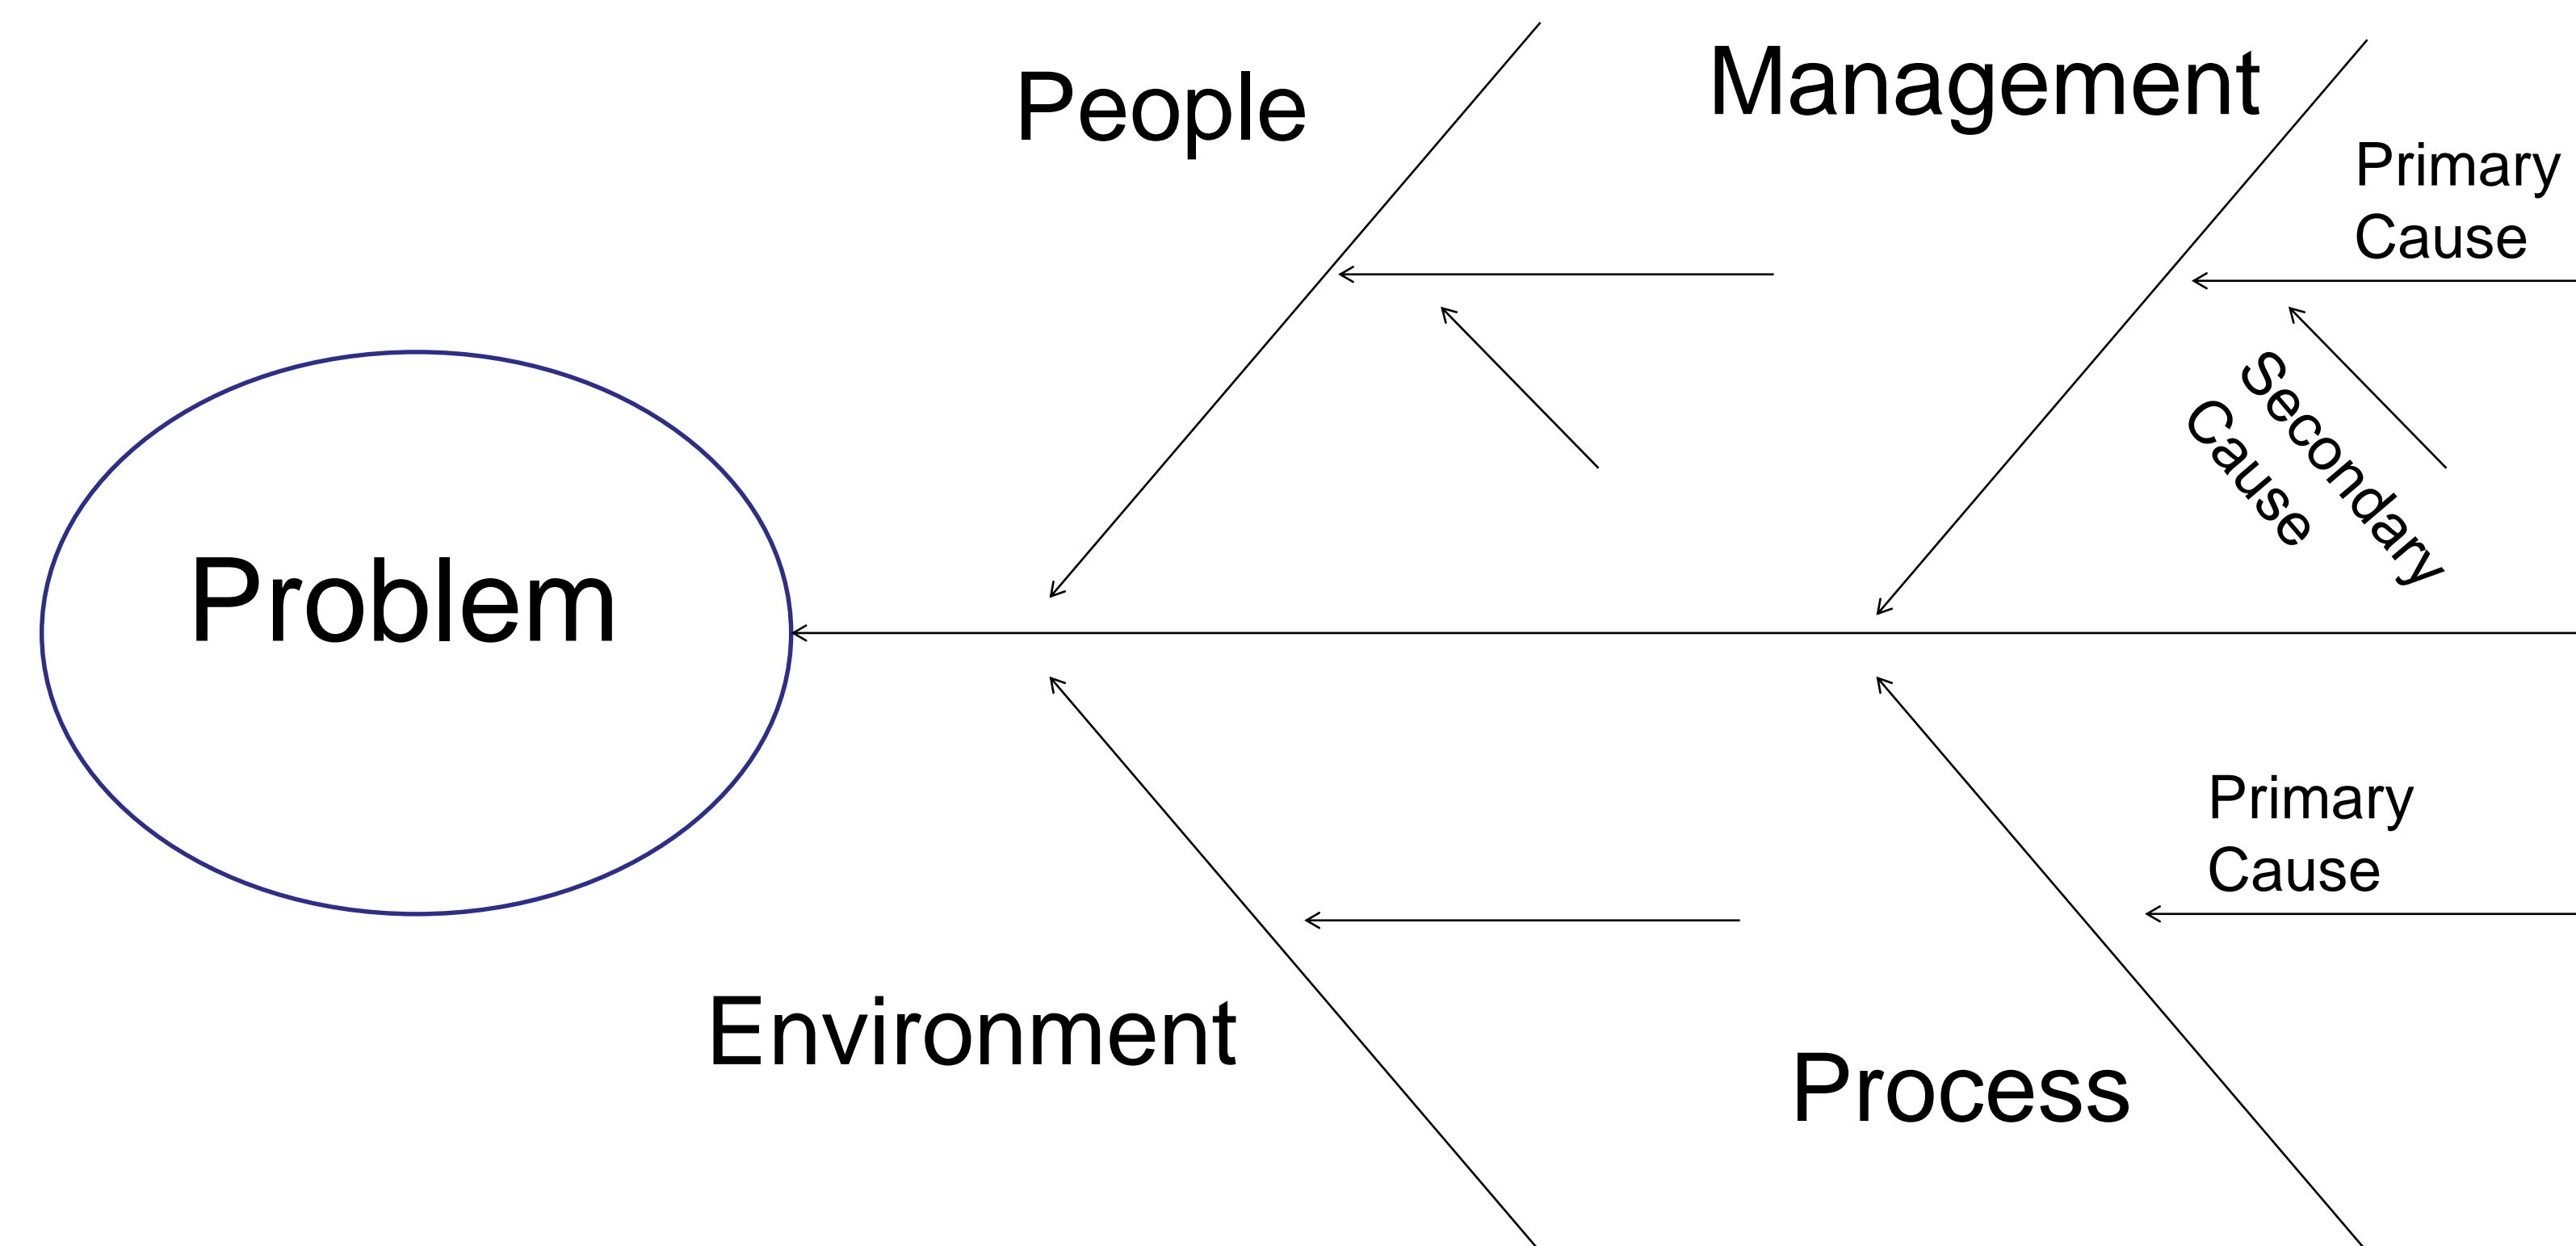 People
Management
Primary
Cause
Secondary
Cause
Problem
Primary
Cause
Environment
Process